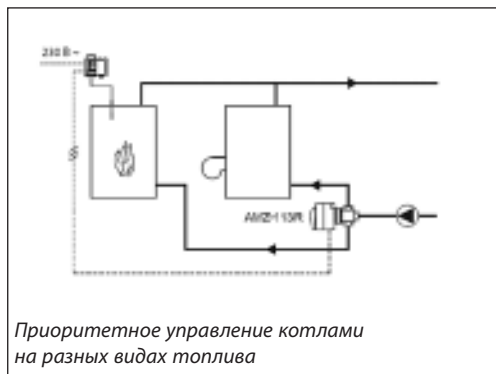 230 В ~
AMZ-113R
Приоритетное управление котлами
на разных видах топлива